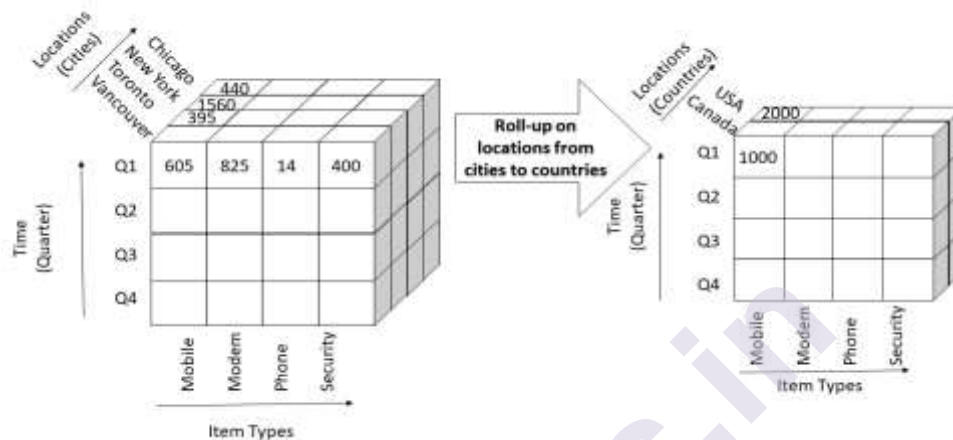 Locations
(Cities)
Chicago
New York
Toronto
Vancouver
440
1560
395
Q1
605 825 14 400
Q2
Q3
Q4
Time
(Quarter)
Mobile
Modem
Phone
Security
Item Types
Roll-up on
locations from
cities to countries
Locations
(Countries)
USA
Canada
2000
Q1
1000
Q2
Q3
Q4
Time
(Quarter)
Mobile
Modem
Phone
Security
Item Types